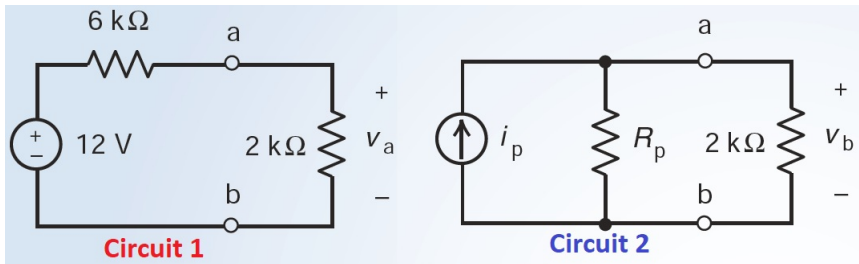 6 kΩ
a
+
−
12 V
2 kΩ
+
va
−
b
Circuit 1
a
ip
Rp
2 kΩ
+
vb
−
b
Circuit 2